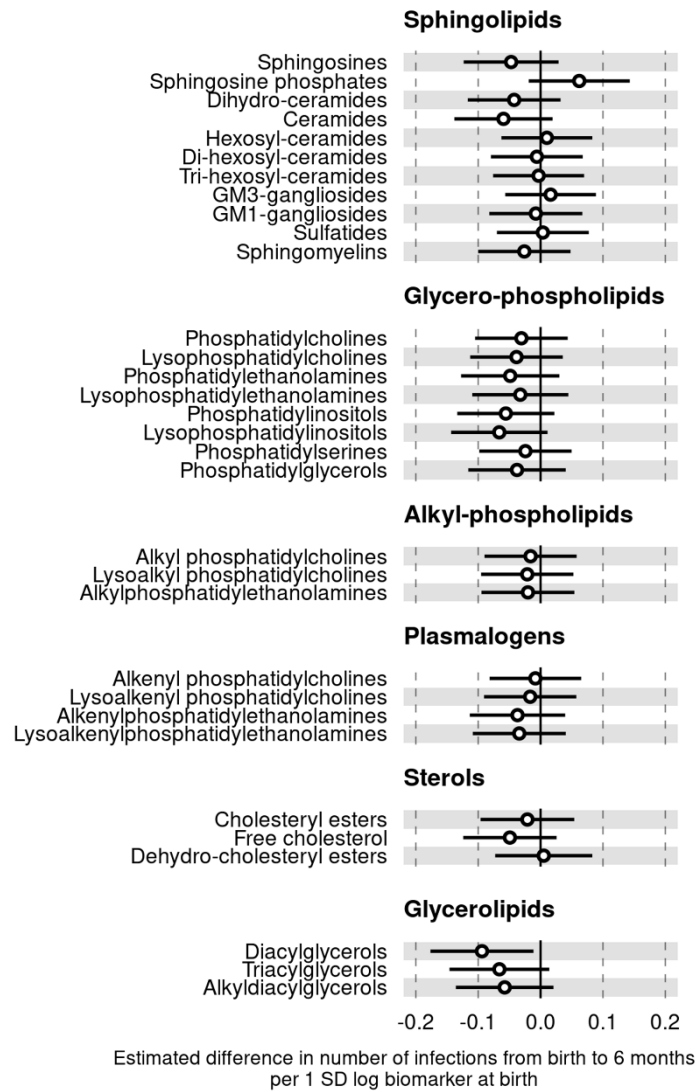 Sphingolipids
Sphingosines
Sphingosine phosphates
Dihydro-ceramides
Ceramides
Hexosyl-ceramides
Di-hexosyl-ceramides
Tri-hexosyl-ceramides
GM3-gangliosides
GM1-gangliosides
Sulfatides
Sphingomyelins
Glycero-phospholipids
Phosphatidylcholines
Lysophosphatidylcholines
Phosphatidylethanolamines
Lysophosphatidylethanolamines
Phosphatidylinositols
Lysophosphatidylinositols
Phosphatidylserines
Phosphatidylglycerols
Alkyl-phospholipids
Alkyl phosphatidylcholines
Lysoalkyl phosphatidylcholines
Alkylphosphatidylethanolamines
Plasmalogens
Alkenyl phosphatidylcholines
Lysoalkenyl phosphatidylcholines
Alkenylphosphatidylethanolamines
Lysoalkenylphosphatidylethanolamines
Sterols
Cholesteryl esters
Free cholesterol
Dehydro-cholesteryl esters
Glycerolipids
Diacylglycerols
Triacylglycerols
Alkyldiacylglycerols
-0.2 -0.1 0.0 0.1 0.2
Estimated difference in number of infections from birth to 6 months
per 1 SD log biomarker at birth